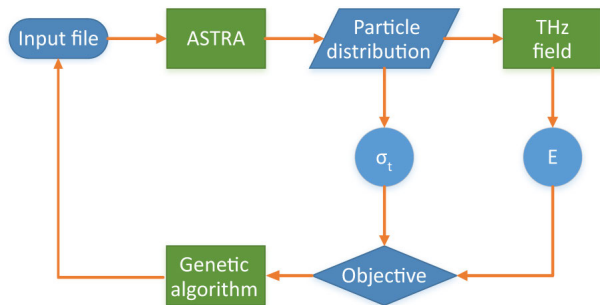 Input file
ASTRA
Particle
distribution
THz
field
σt
E
Genetic
algorithm
Objective